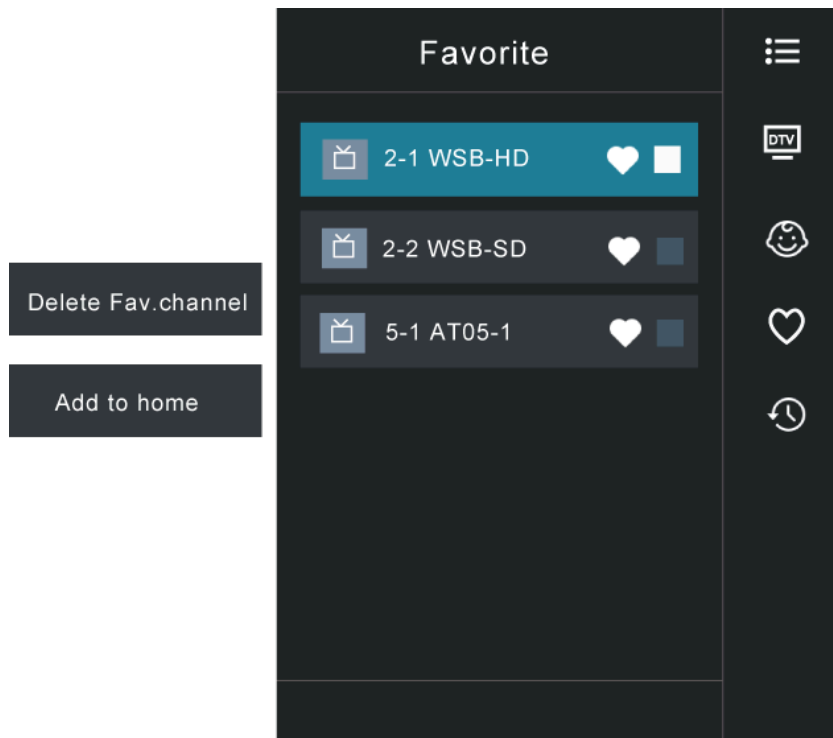 Favorite
DTV
2-1 WSB-HD
2-2 WSB-SD
Delete Fav.channel
5-1 AT05-1
Add to home